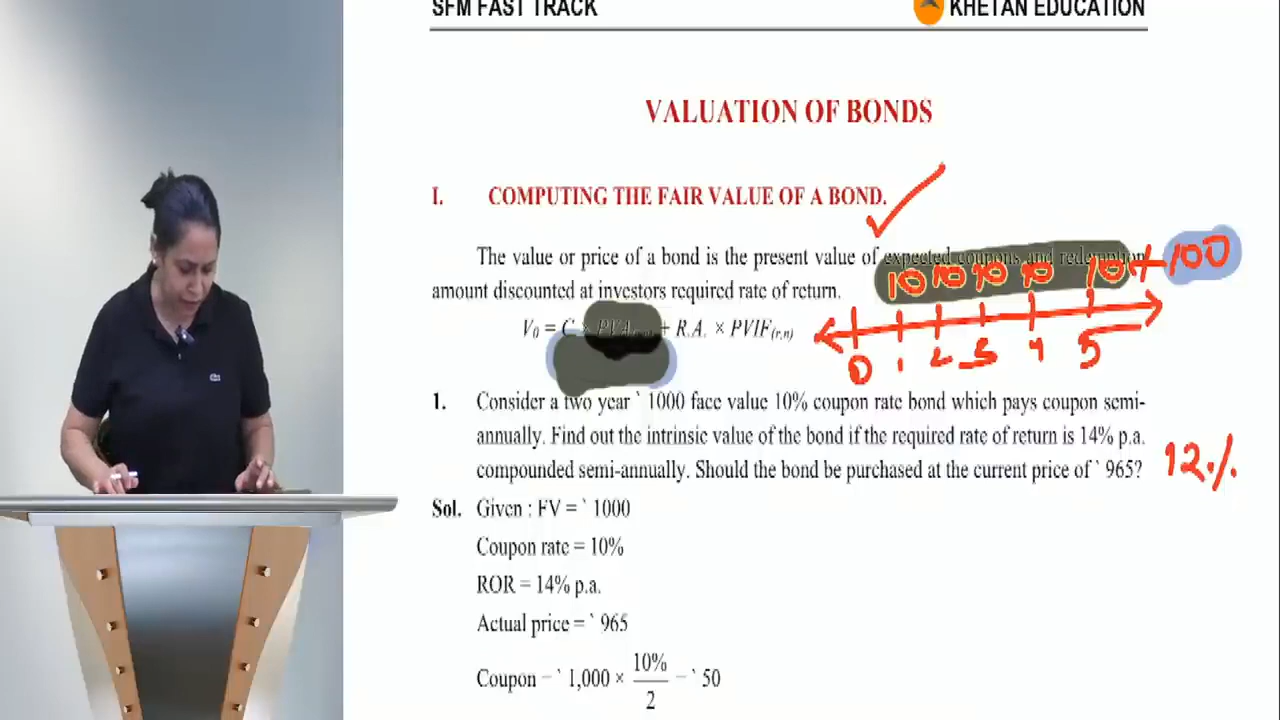 SFM FAST TRACK
KHETAN EDUCATION
VALUATION OF BONDS
I. COMPUTING THE FAIR VALUE OF A BOND.
The value or price of a bond is the present value of expected coupons and redemption
10 10 10 10 10 + 100
amount discounted at investors required rate of return.
V₀ = C × PVA + R.A. × PVIF(r,n)
0 1 2 3 4 5
1. Consider a two year ` 1000 face value 10% coupon rate bond which pays coupon semi-
annually. Find out the intrinsic value of the bond if the required rate of return is 14% p.a.
compounded semi-annually. Should the bond be purchased at the current price of ` 965?
12%
Sol. Given : FV = ` 1000
Coupon rate = 10%
ROR = 14% p.a.
Actual price = ` 965
Coupon = ` 1,000 × 10%/2 = ` 50